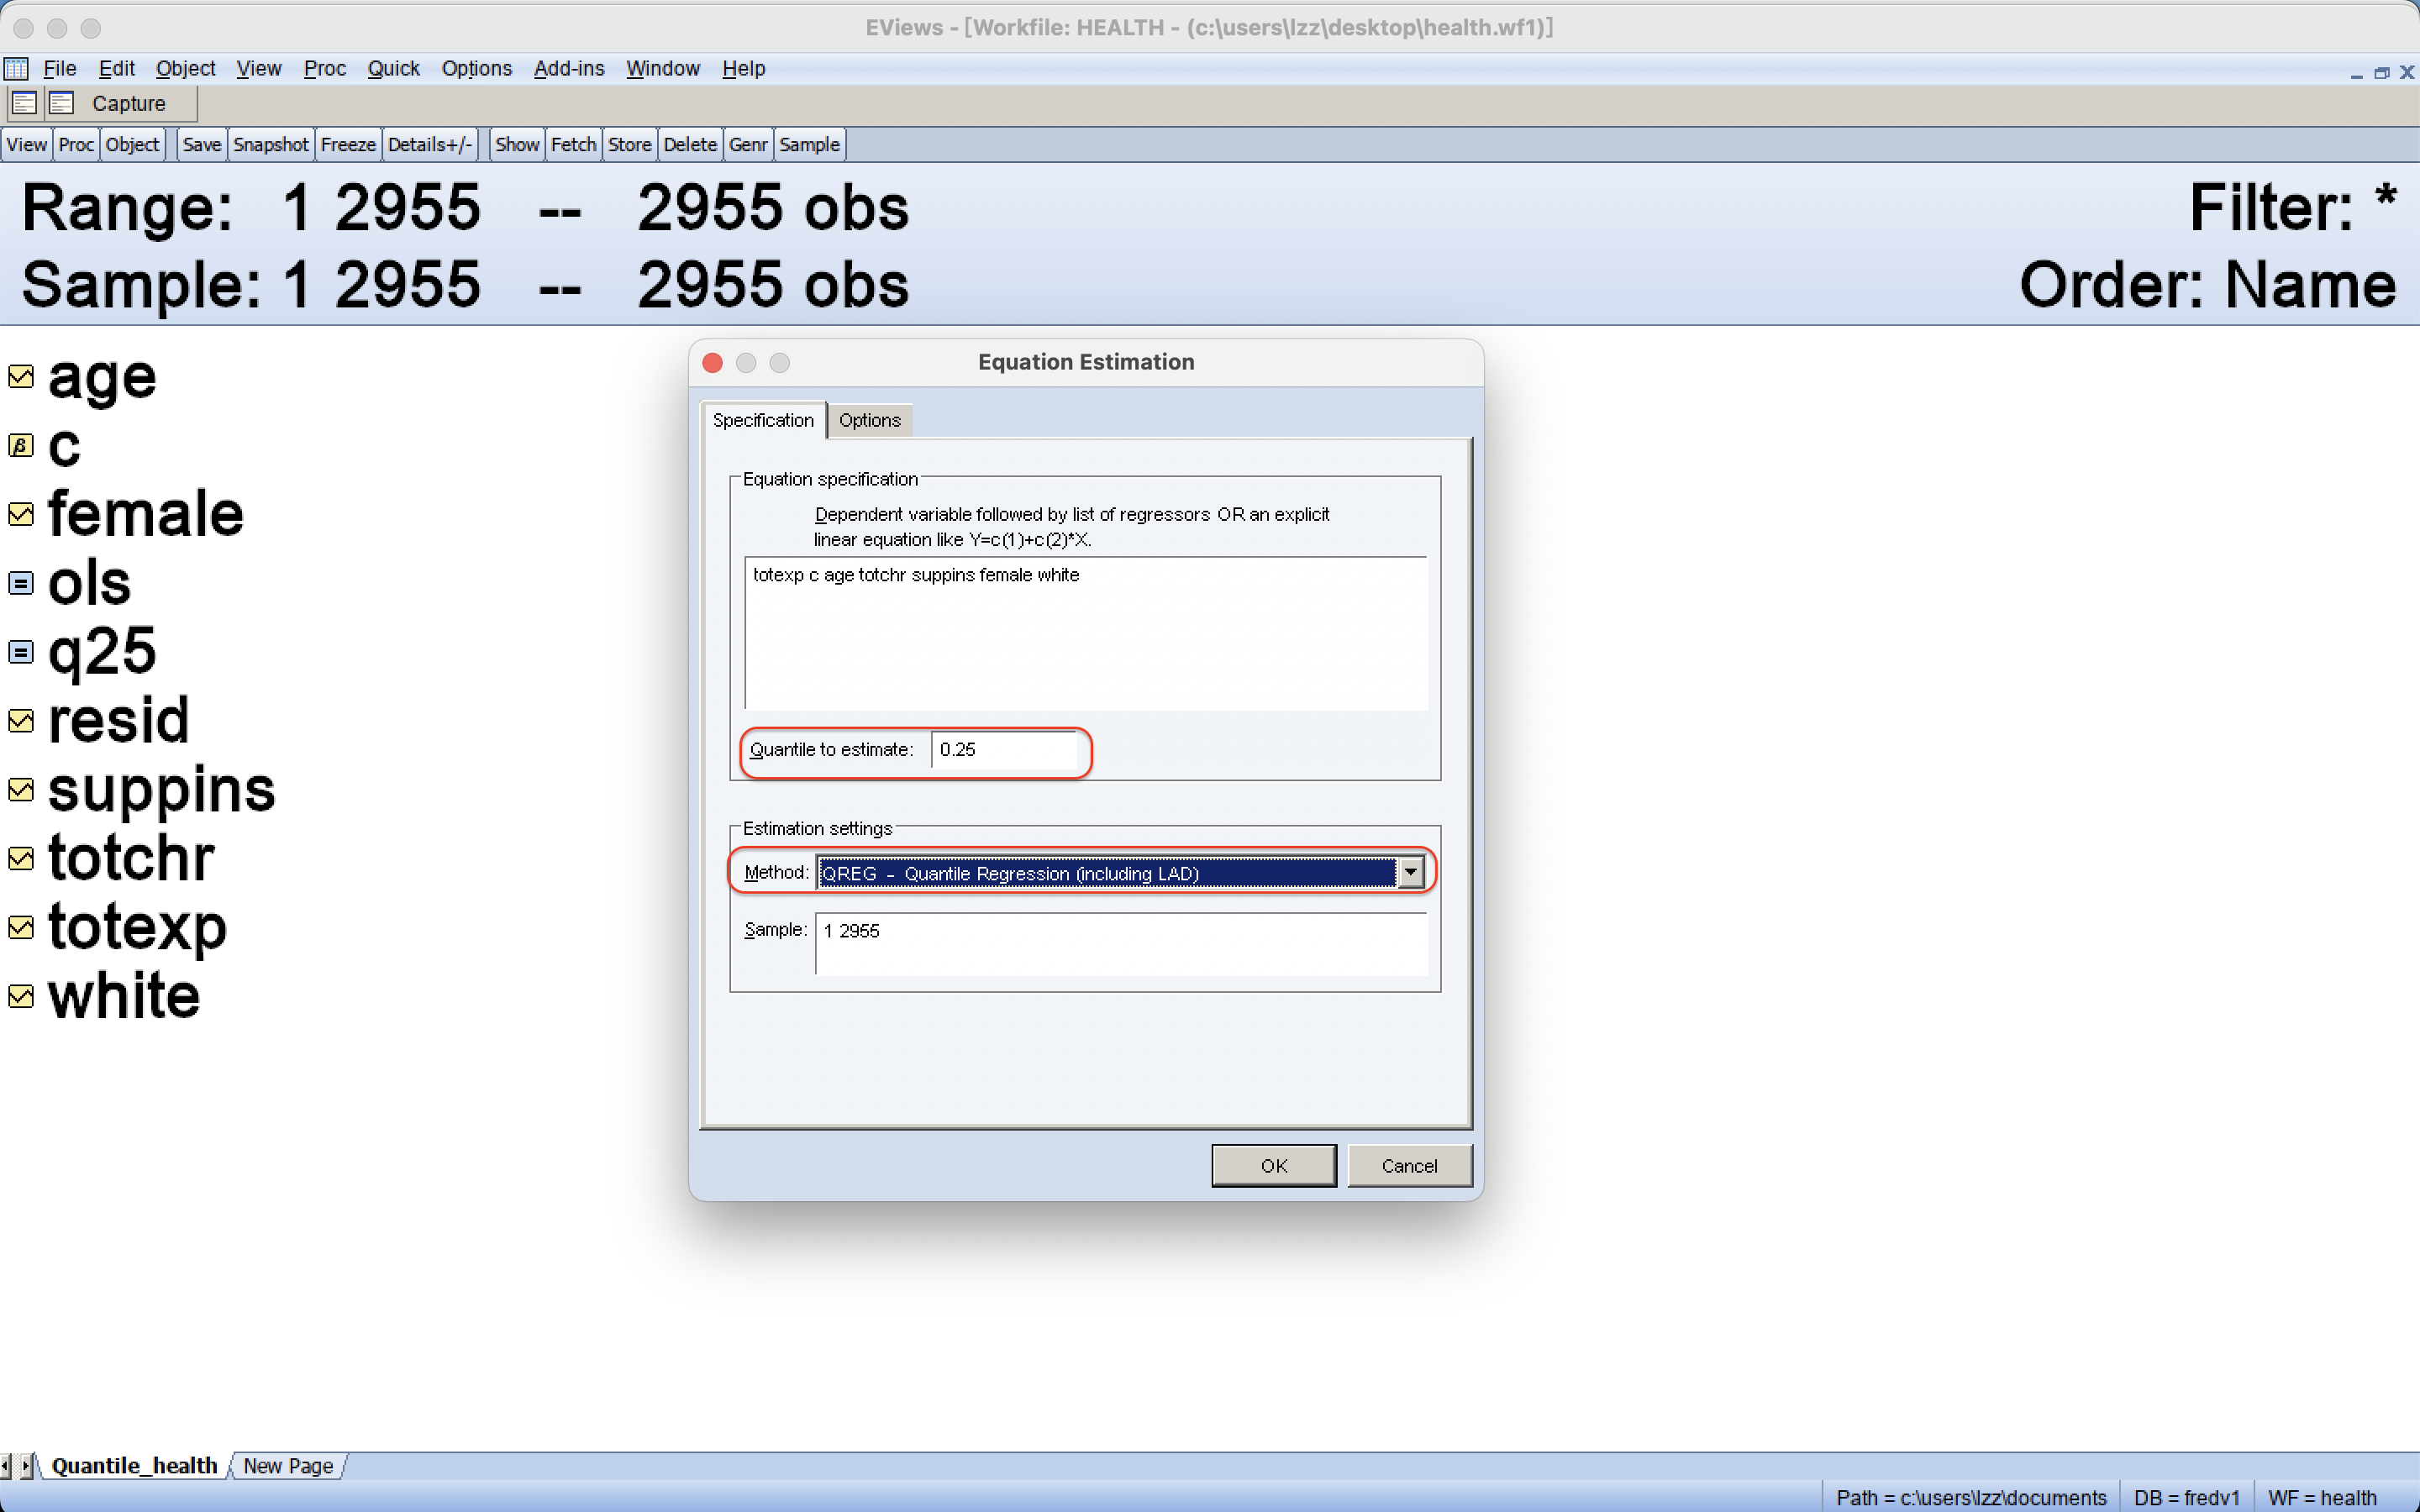 EViews - [Workfile: HEALTH - (c:\users\lzz\desktop\health.wf1)]
File Edit Object View Proc Quick Options Add-ins Window Help
Capture
View Proc Object Save Snapshot Freeze Details+/- Show Fetch Store Delete Genr Sample
Range: 1 2955 -- 2955 obs Filter: *
Sample: 1 2955 -- 2955 obs Order: Name
age
β c
female
= ols
= q25
resid
suppins
totchr
totexp
white
Equation Estimation
Specification Options
Equation specification
Dependent variable followed by list of regressors OR an explicit
linear equation like Y=c(1)+c(2)*X.
totexp c age totchr suppins female white
Quantile to estimate: 0.25
Estimation settings
Method: QREG - Quantile Regression (including LAD)
Sample: 1 2955
OK Cancel
Quantile_health New Page
Path = c:\users\lzz\documents DB = fredv1 WF = health